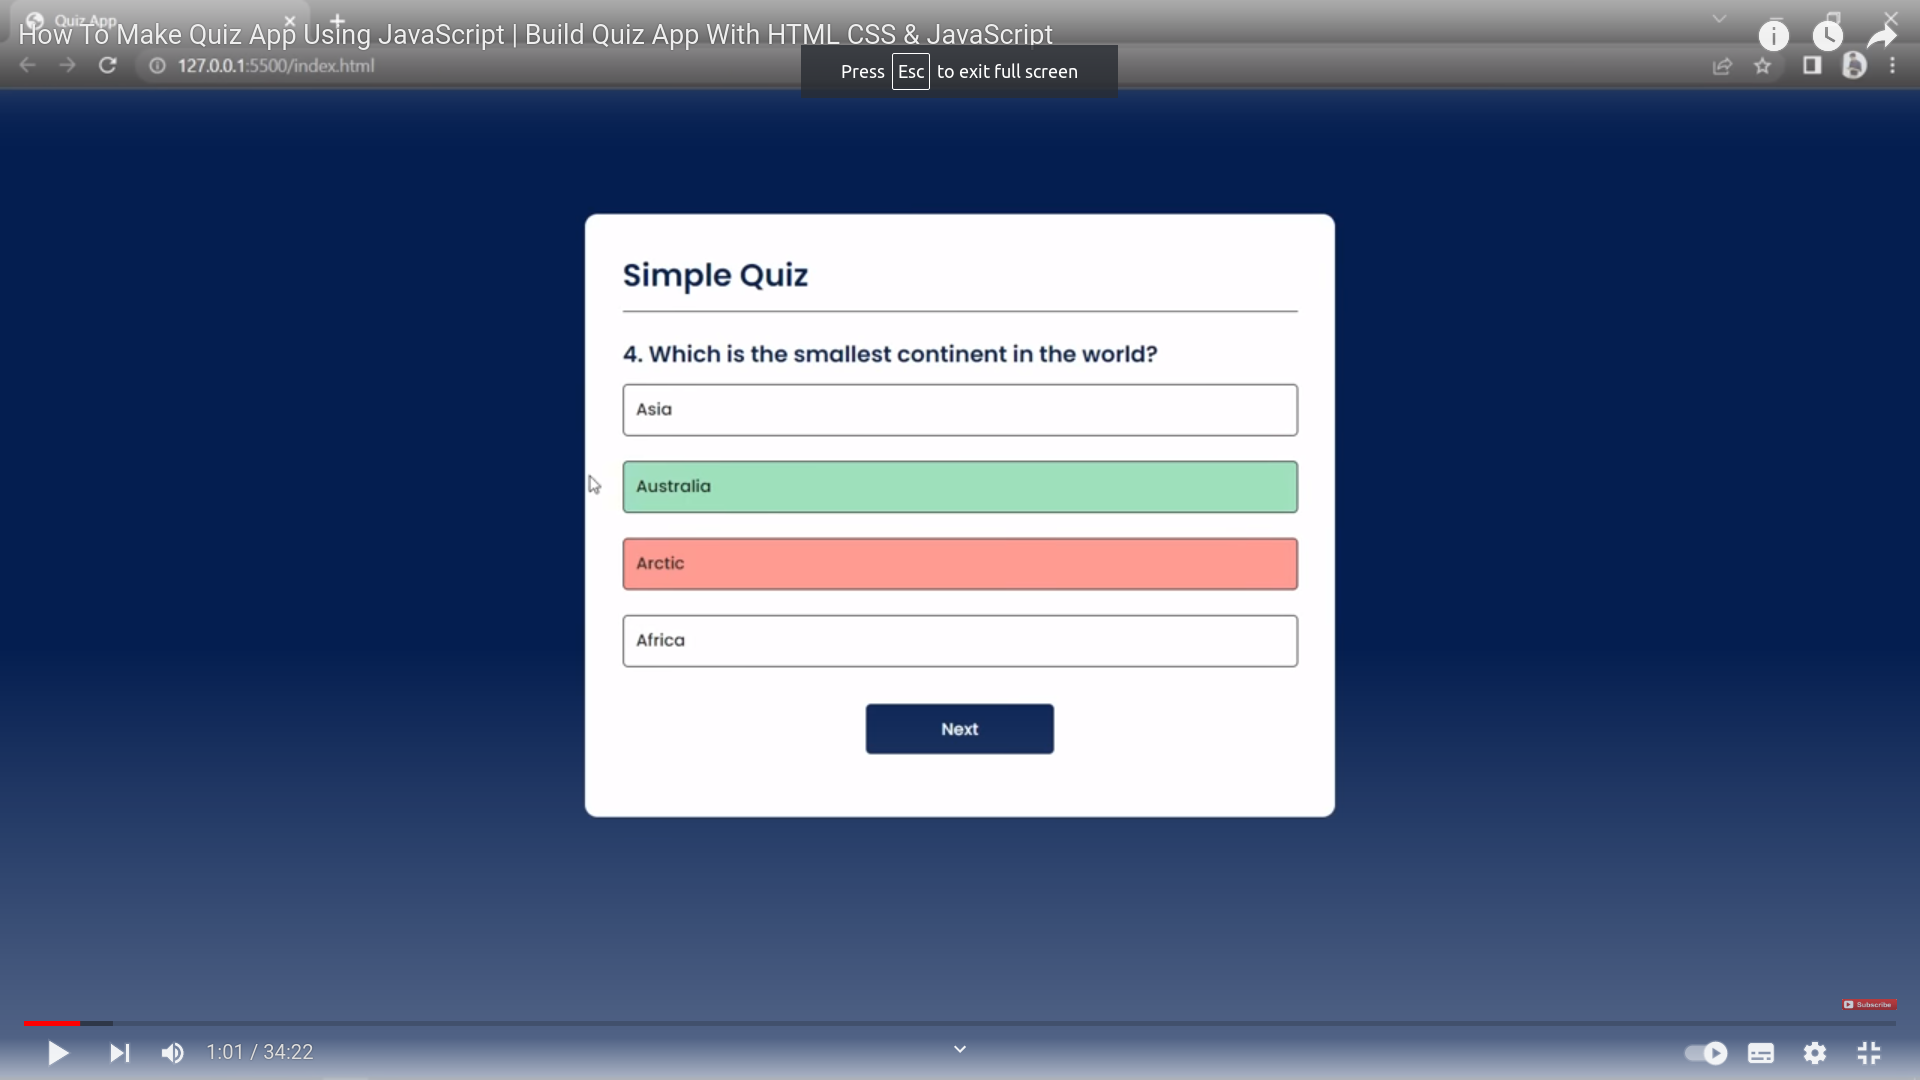 Quiz App
How To Make Quiz App Using JavaScript | Build Quiz App With HTML CSS & JavaScript
127.0.0.1:5500/index.html
Press Esc to exit full screen
Simple Quiz
4. Which is the smallest continent in the world?
Asia
Australia
Arctic
Africa
Next
Subscribe
1:01 / 34:22